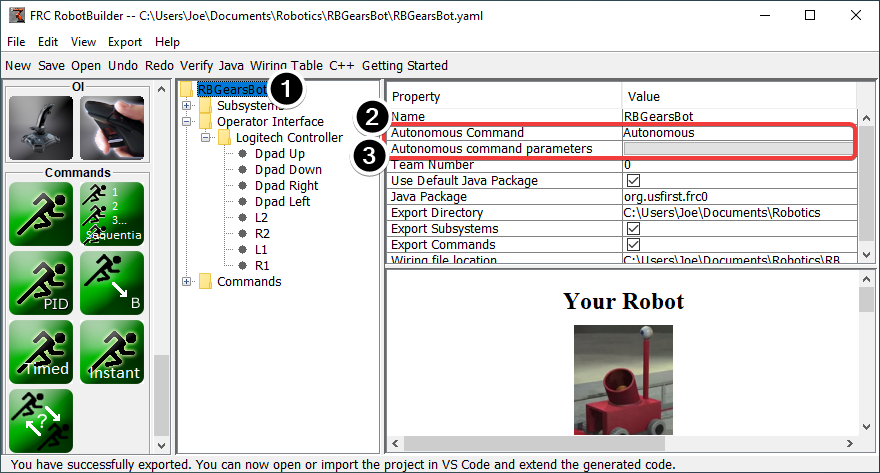 FRC RobotBuilder -- C:\Users\Joe\Documents\Robotics\RBGearsBot\RBGearsBot.yaml
File Edit View Export Help
New Save Open Undo Redo Verify Java Wiring Table C++ Getting Started
OI
Commands
1
2
3...
Sequentia
PID
B
Timed
Instant
?
RBGearsBot
1
Subsystems
Operator Interface
Logitech Controller
Dpad Up
Dpad Down
Dpad Right
Dpad Left
L2
R2
L1
R1
Commands
Property Value
Name RBGearsBot
2
Autonomous Command Autonomous
3
Autonomous command parameters
Team Number 0
Use Default Java Package
Java Package org.usfirst.frc0
Export Directory C:\Users\Joe\Documents\Robotics
Export Subsystems
Export Commands
Wiring file location C:\Users\Joe\Documents\Robotics\RB
Your Robot
You have successfully exported. You can now open or import the project in VS Code and extend the generated code.